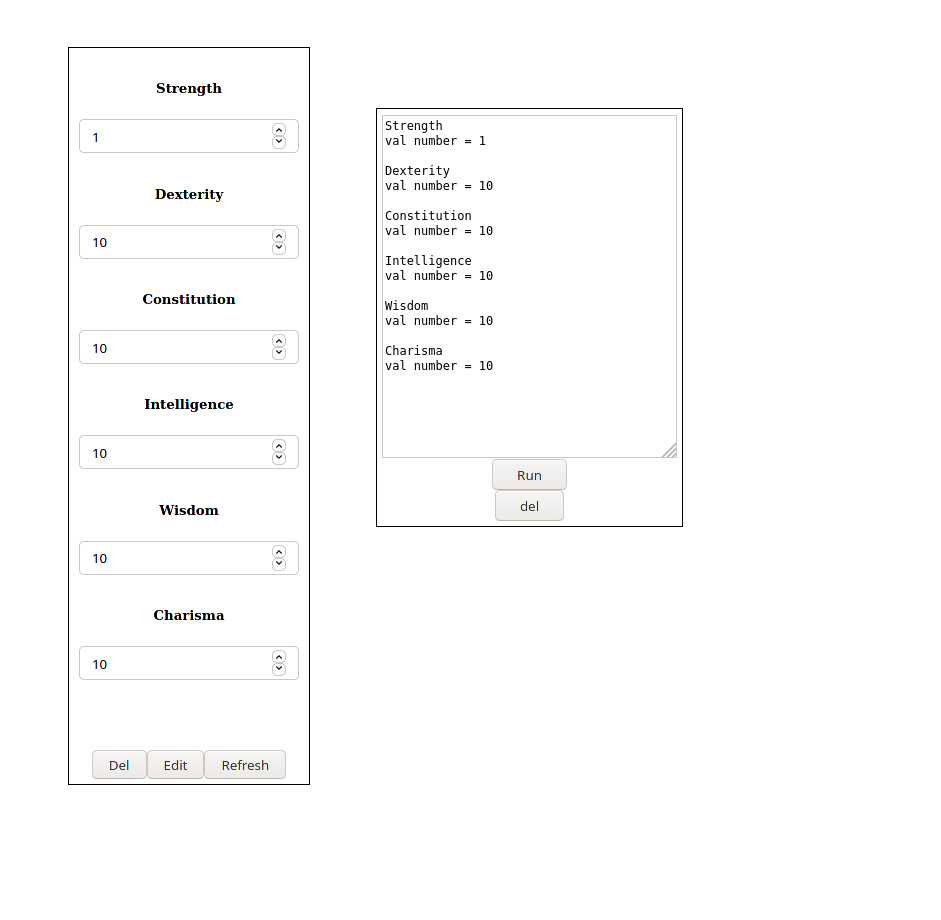 Strength
1
Dexterity
10
Constitution
10
Intelligence
10
Wisdom
10
Charisma
10
Del Edit Refresh
Strength
val number = 1
Dexterity
val number = 10
Constitution
val number = 10
Intelligence
val number = 10
Wisdom
val number = 10
Charisma
val number = 10
Run
del